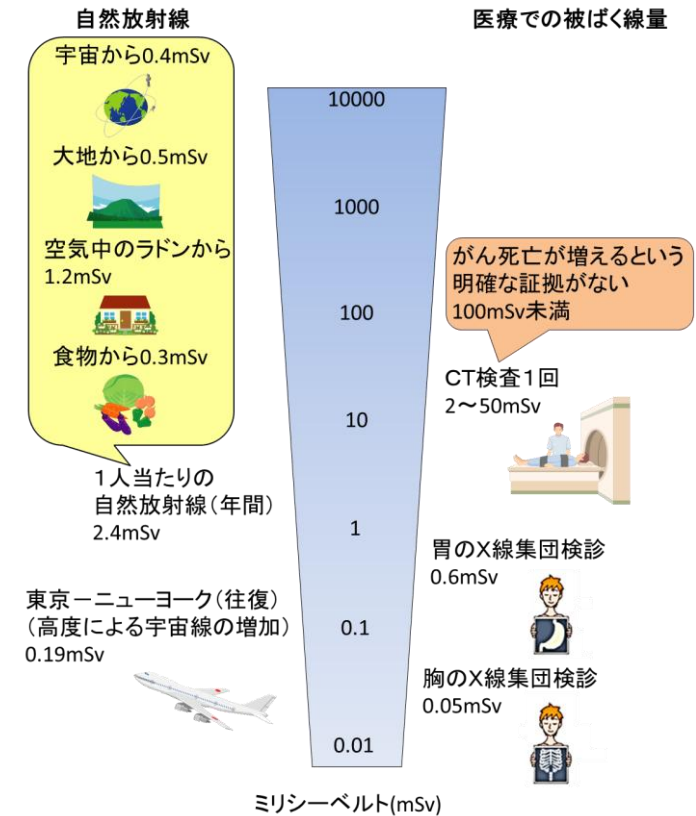 自然放射線
宇宙から0.4mSv
大地から0.5mSv
空気中のラドンから
1.2mSv
食物から0.3mSv
1人当たりの
自然放射線(年間)
2.4mSv
東京-ニューヨーク(往復)
(高度による宇宙線の増加)
0.19mSv
10000
1000
100
10
1
0.1
0.01
ミリシーベルト(mSv)
医療での被ばく線量
がん死亡が増えるという
明確な証拠がない
100mSv未満
CT検査1回
2~50mSv
胃のX線集団検診
0.6mSv
胸のX線集団検診
0.05mSv